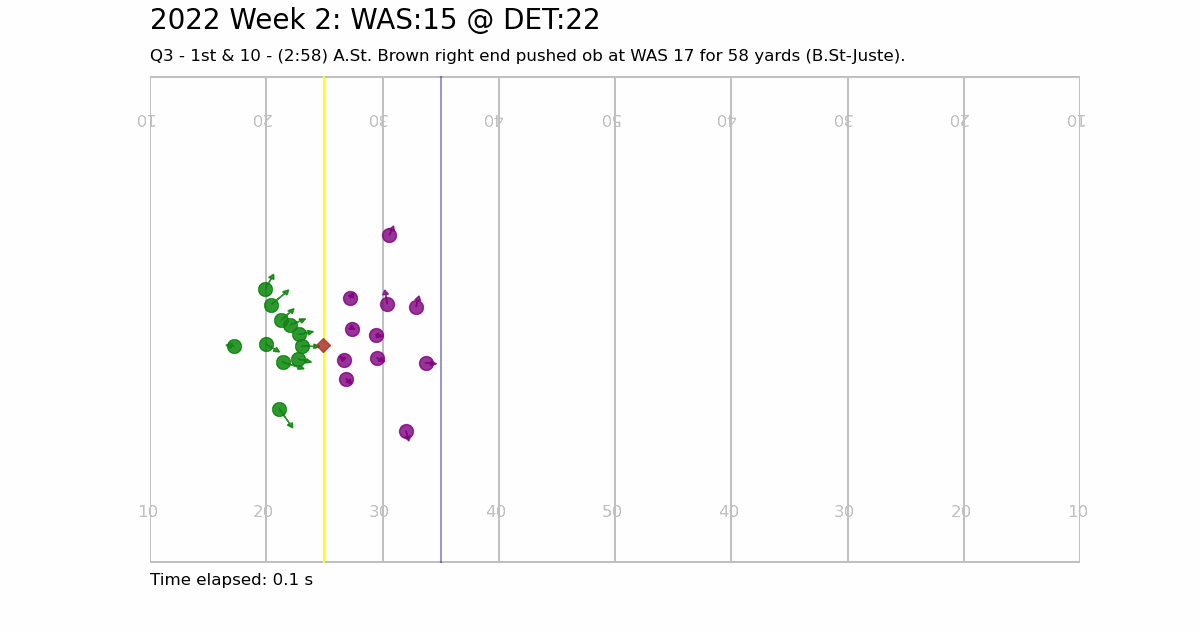 2022 Week 2: WAS:15 @ DET:22
Q3 - 1st & 10 - (2:58) A.St. Brown right end pushed ob at WAS 17 for 58 yards (B.St-Juste).
10 20 30 40 50 40 30 20 10
10 20 30 40 50 40 30 20 10
Time elapsed: 0.1 s